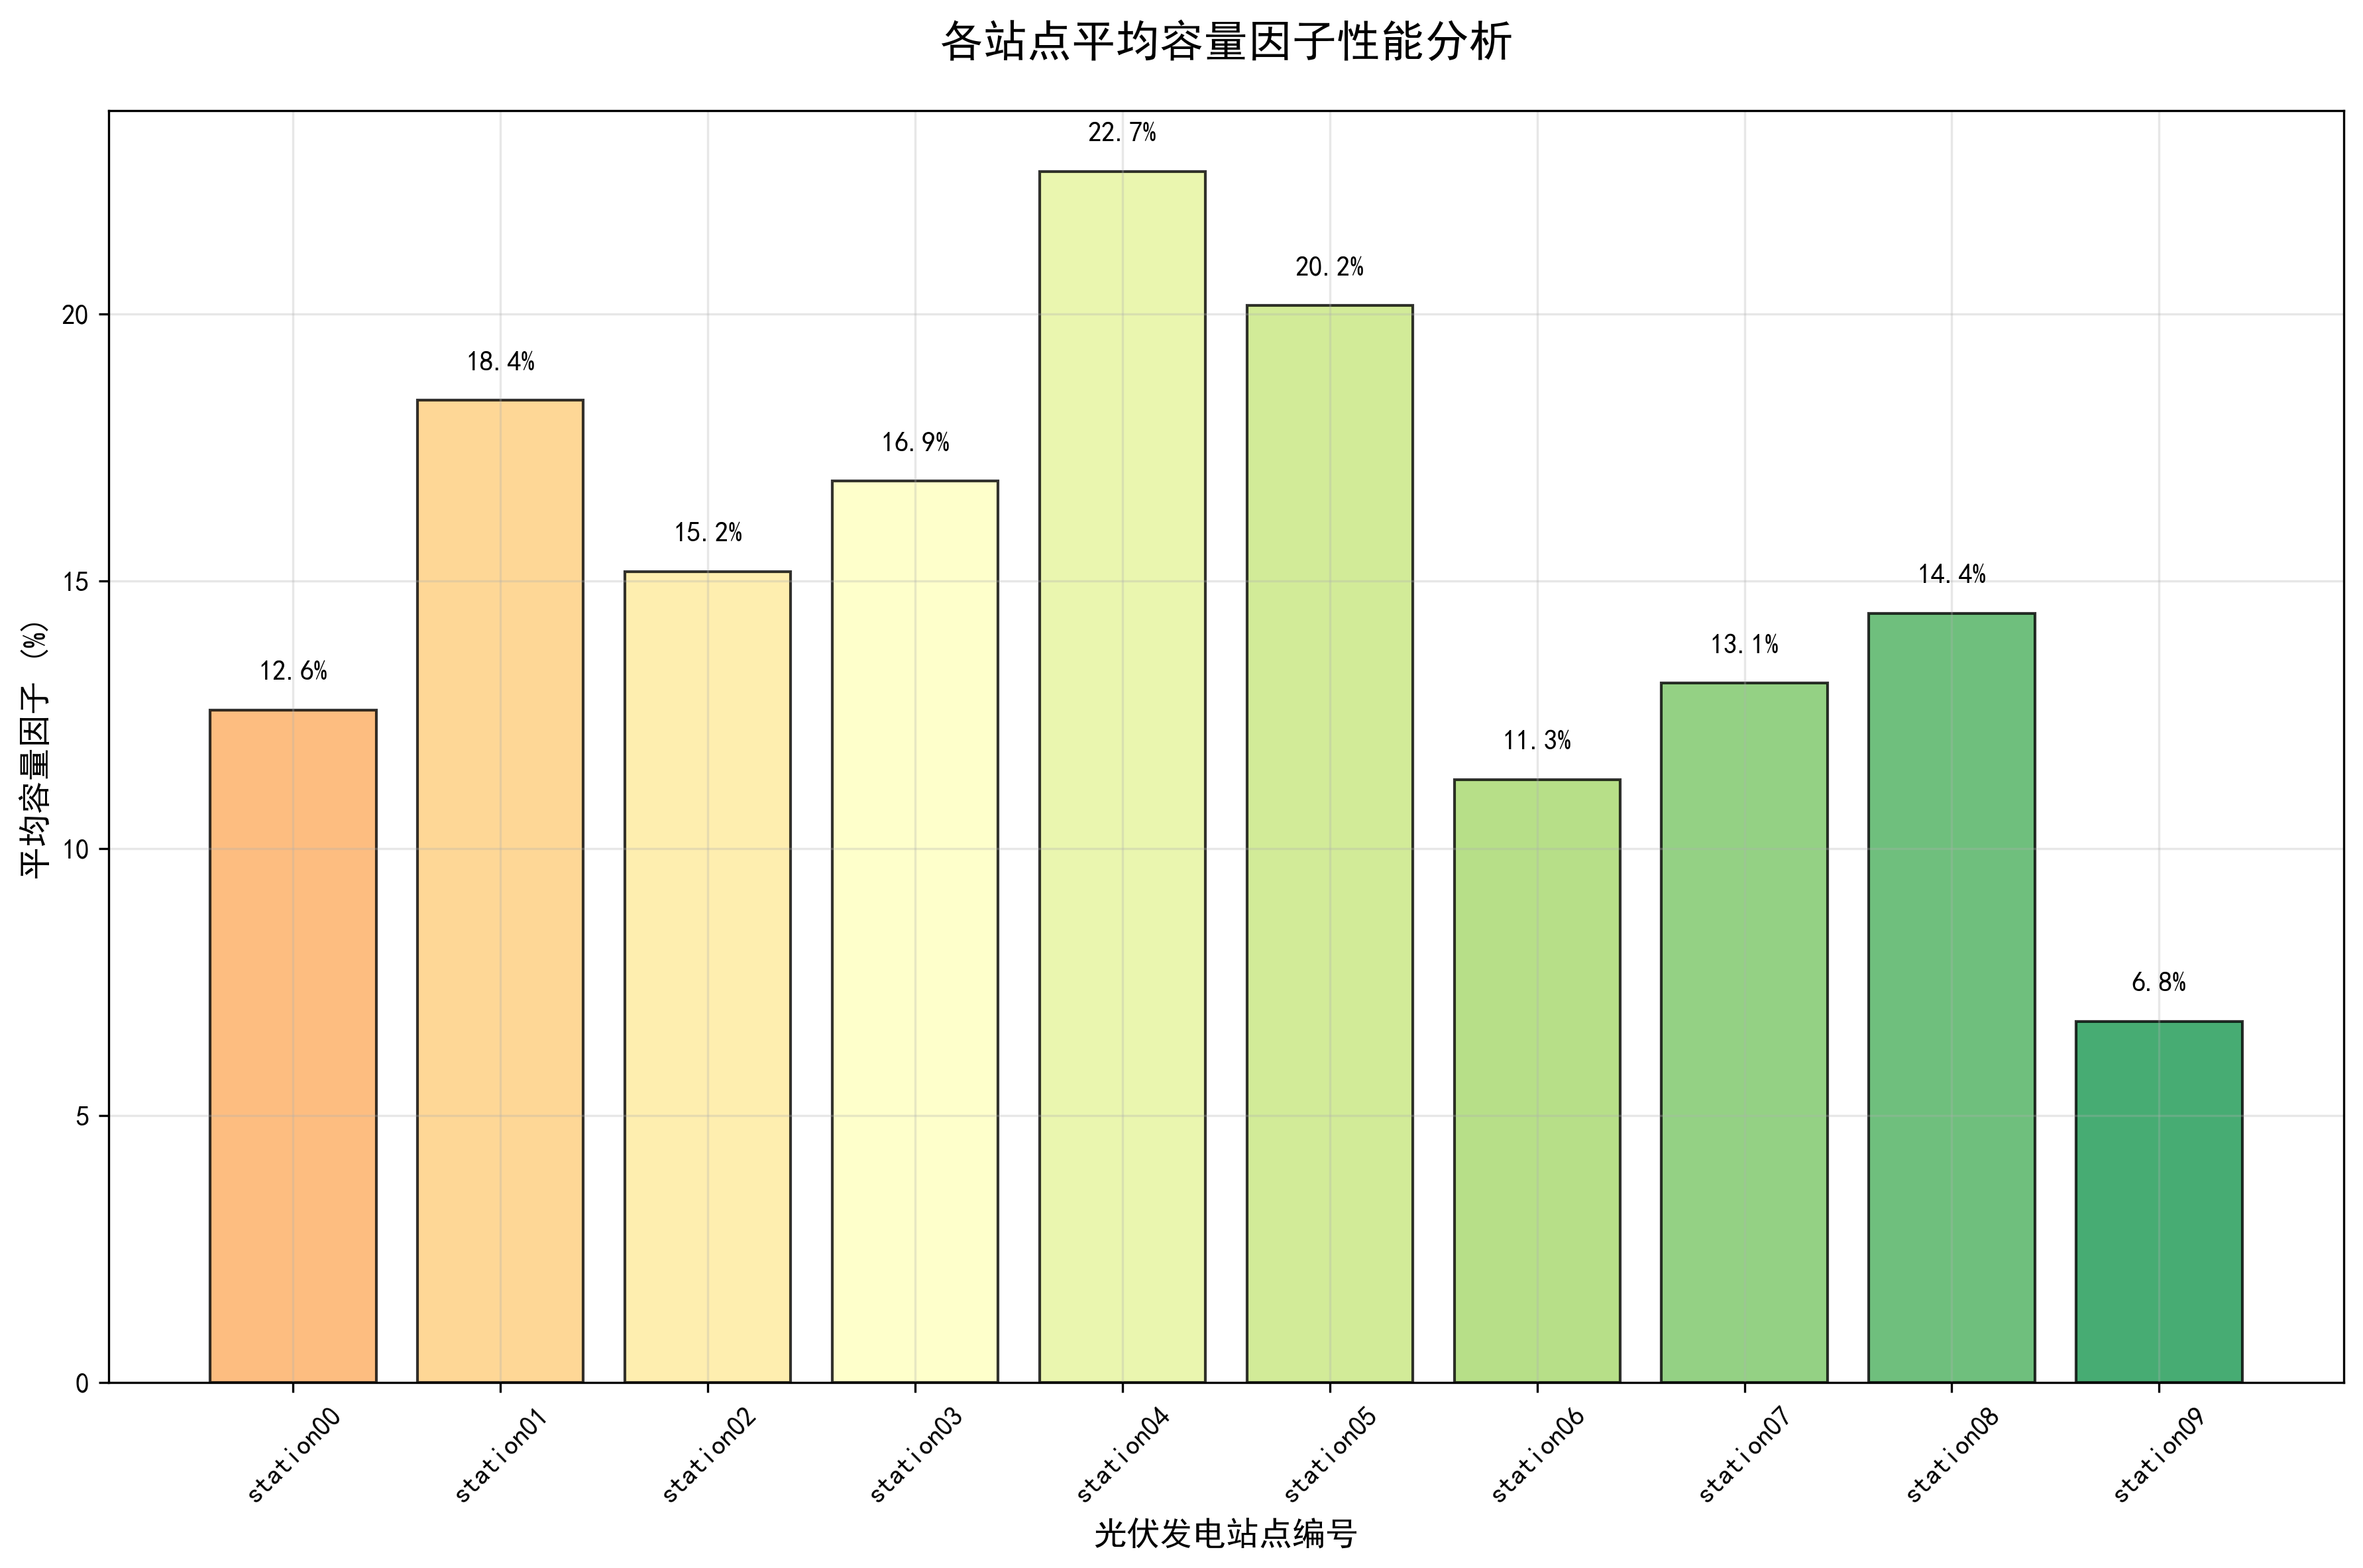 各站点平均容量因子性能分析
平均容量因子 (%)
20
15
10
5
0
12.6%
18.4%
15.2%
16.9%
22.7%
20.2%
11.3%
13.1%
14.4%
6.8%
station00
station01
station02
station03
station04
station05
station06
station07
station08
station09
光伏发电站点编号